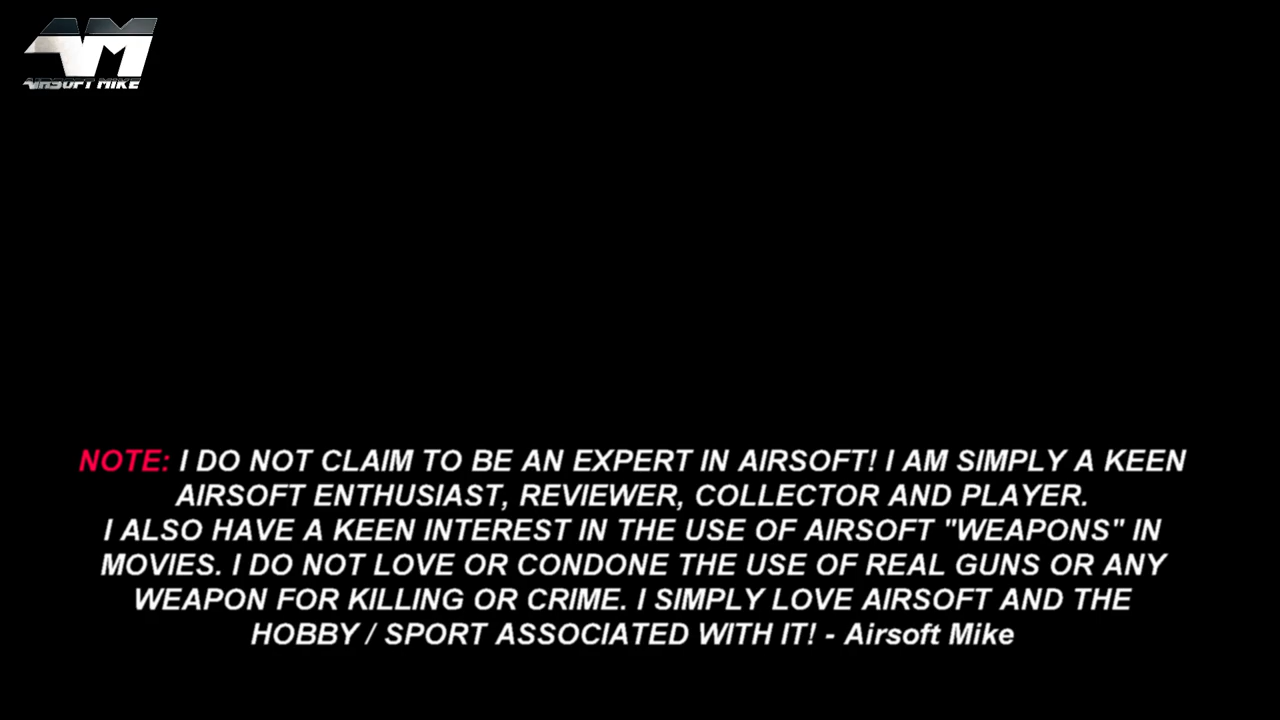 AM
AIRSOFT MIKE
NOTE: I DO NOT CLAIM TO BE AN EXPERT IN AIRSOFT! I AM SIMPLY A KEEN
AIRSOFT ENTHUSIAST, REVIEWER, COLLECTOR AND PLAYER.
I ALSO HAVE A KEEN INTEREST IN THE USE OF AIRSOFT "WEAPONS" IN
MOVIES. I DO NOT LOVE OR CONDONE THE USE OF REAL GUNS OR ANY
WEAPON FOR KILLING OR CRIME. I SIMPLY LOVE AIRSOFT AND THE
HOBBY / SPORT ASSOCIATED WITH IT! - Airsoft Mike